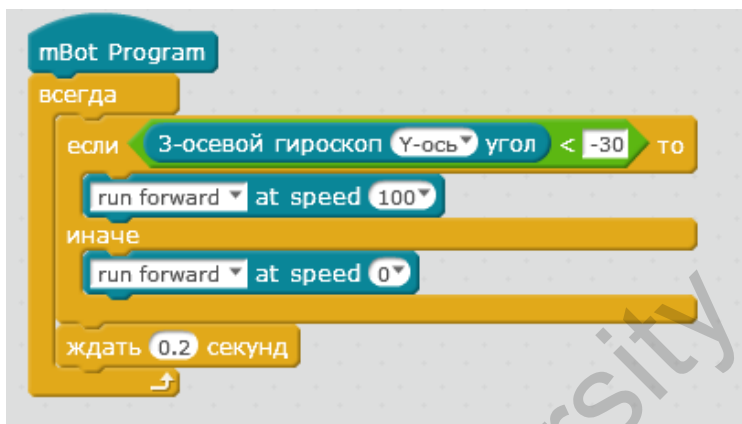 mBot Program
всегда
если 3-осевой гироскоп Y-ось угол < -30 то
run forward at speed 100
иначе
run forward at speed 0
ждать 0.2 секунд